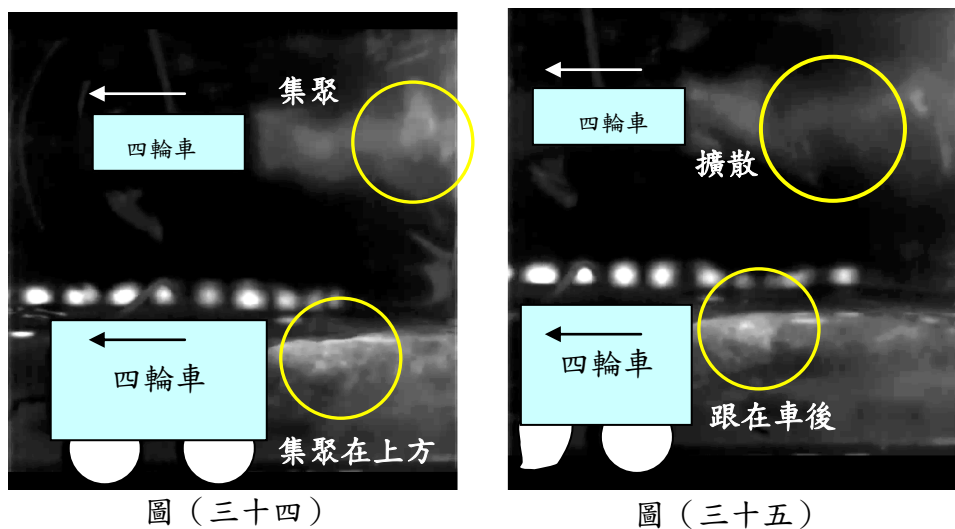 集聚
四輪車
四輪車
集聚在上方
圖（三十四）
四輪車
擴散
四輪車
跟在車後
圖（三十五）